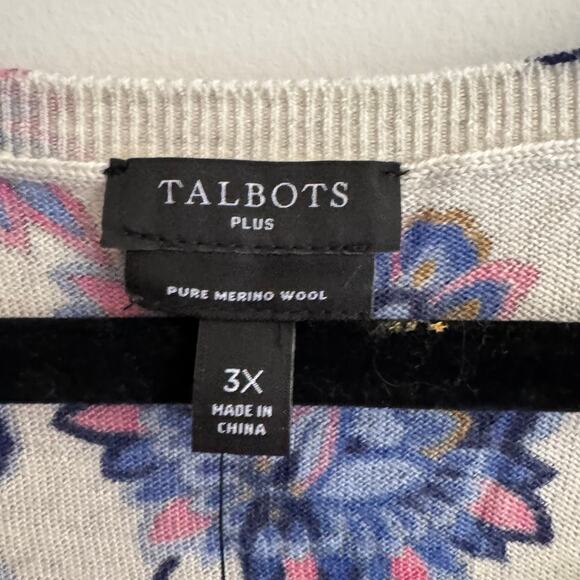 TALBOTS
PLUS
PURE MERINO WOOL
3X
MADE IN
CHINA